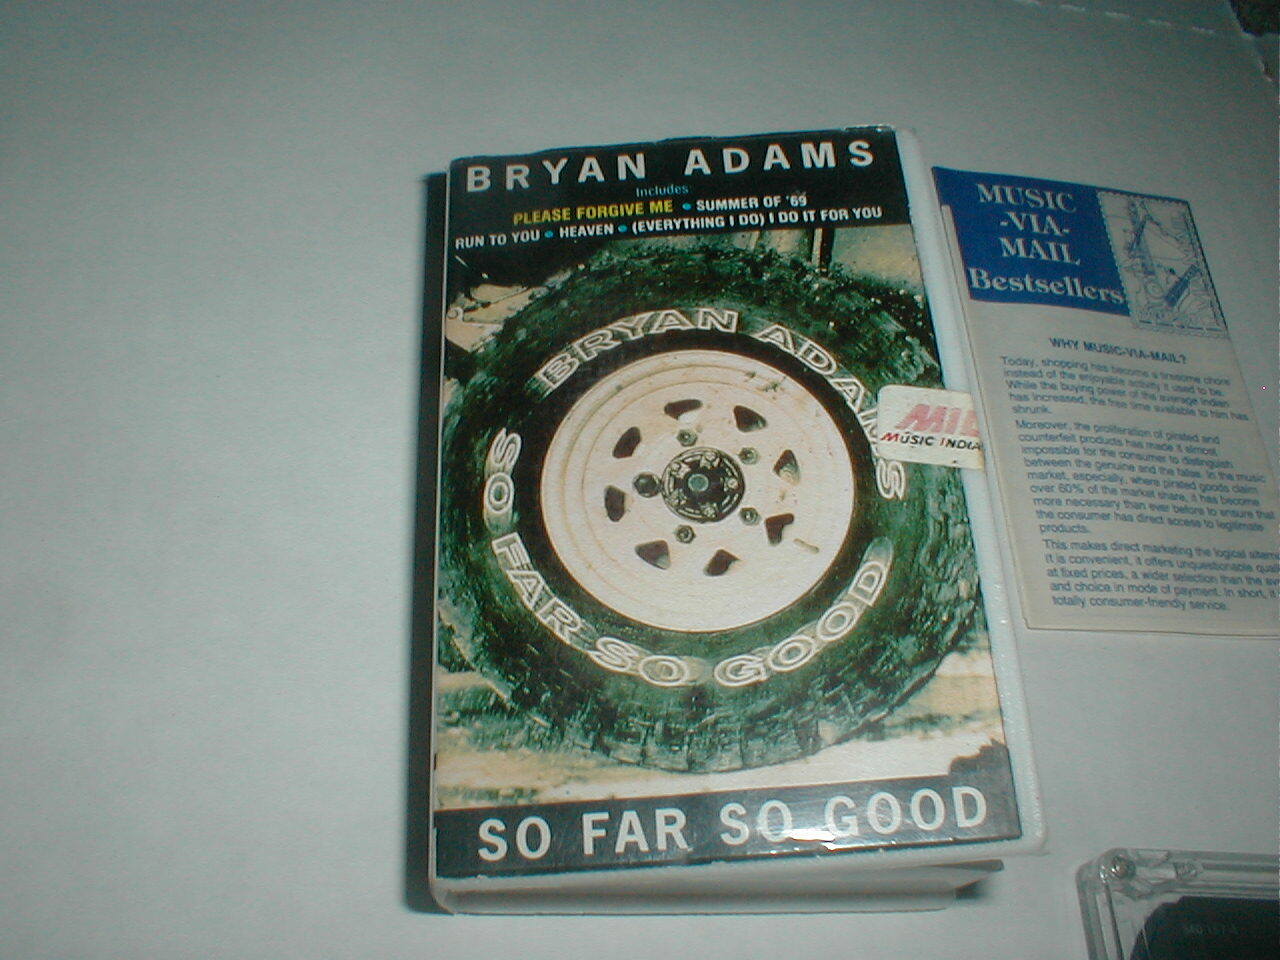 BRYAN ADAMS
Includes
PLEASE FORGIVE ME • SUMMER OF '69
RUN TO YOU • HEAVEN • (EVERYTHING I DO) I DO IT FOR YOU
BRYAN ADAMS
SO FAR SO GOOD
MIL
MUSIC INDIA
SO FAR SO GOOD
MUSIC
-VIA-
MAIL
Bestsellers
WHY MUSIC-VIA-MAIL?
Today, shopping has become a tiresome chore
instead of the enjoyable activity it used to be.
While the buying power of the average Indian
has increased, the free time available to him has
shrunk.
Moreover, the proliferation of pirated and
counterfeit products has made it almost
impossible for the consumer to distinguish
between the genuine and the false. In the music
market, especially, where pirated goods claim
over 60% of the market share, it has become
more necessary than ever before to ensure that
the consumer has direct access to legitimate
products.
This makes direct marketing the logical
it is convenient, it offers unquestionable
at fixed prices, a wider selection than the
and choice in mode of payment. In short, it
totally consumer-friendly service.